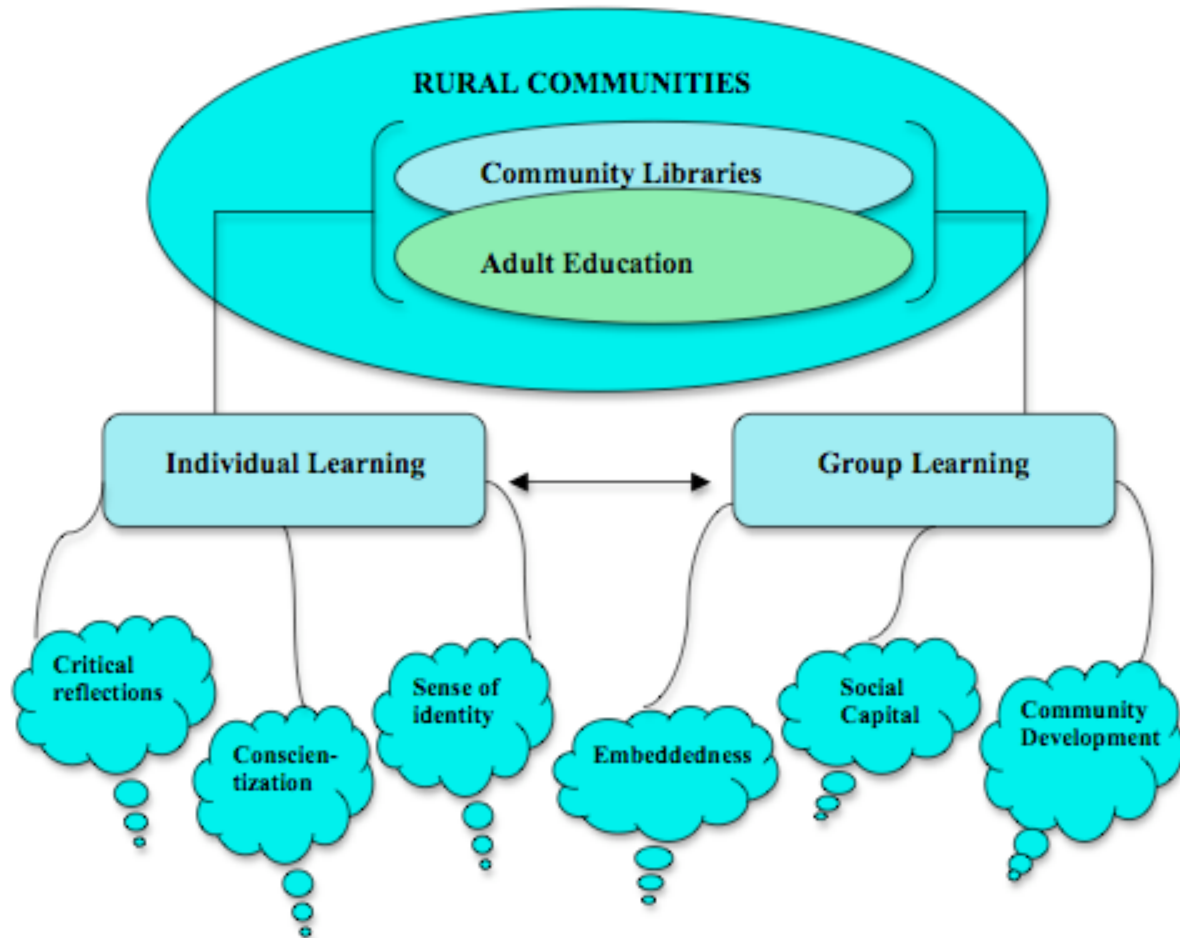 RURAL COMMUNITIES
Community Libraries
Adult Education
Individual Learning
Group Learning
Critical
reflections
Conscien-
tization
Sense of
identity
Embeddedness
Social
Capital
Community
Development